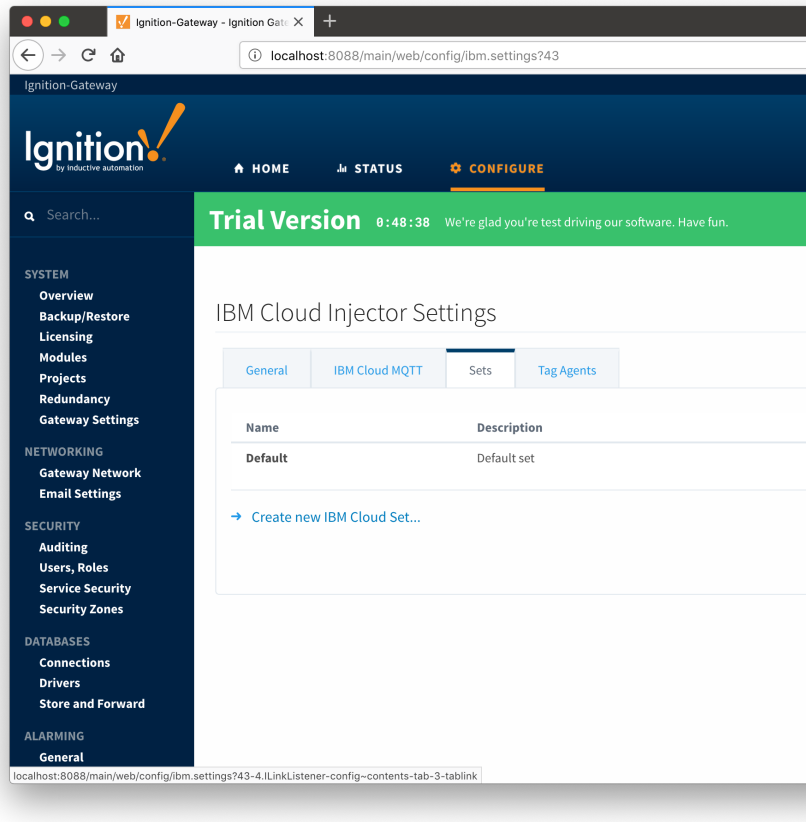 Ignition-Gateway - Ignition Gate
localhost:8088/main/web/config/ibm.settings?43
Ignition-Gateway
Ignition!
by inductive automation
HOME
STATUS
CONFIGURE
Search...
Trial Version 0:48:38 We're glad you're test driving our software. Have fun.
SYSTEM
Overview
Backup/Restore
Licensing
Modules
Projects
Redundancy
Gateway Settings
NETWORKING
Gateway Network
Email Settings
SECURITY
Auditing
Users, Roles
Service Security
Security Zones
DATABASES
Connections
Drivers
Store and Forward
ALARMING
General
IBM Cloud Injector Settings
General
IBM Cloud MQTT
Sets
Tag Agents
Name Description
Default Default set
→ Create new IBM Cloud Set...
localhost:8088/main/web/config/ibm.settings?43-4.ILinkListener-config~contents-tab-3-tablink